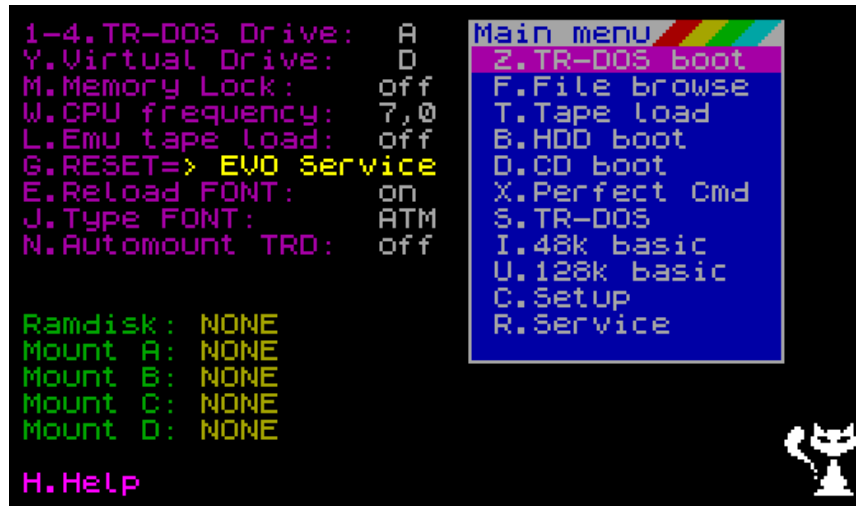 1-4.TR-DOS Drive: A
Y.Virtual Drive: D
M.Memory Lock: off
W.CPU frequency: 7,0
L.Emu tape load: off
G.RESET=> EVO Service
E.Reload FONT: on
J.Type FONT: ATM
N.Automount TRD: off
Ramdisk: NONE
Mount A: NONE
Mount B: NONE
Mount C: NONE
Mount D: NONE
H.Help
Main menu
Z.TR-DOS boot
F.File browse
T.Tape load
B.HDD boot
D.CD boot
X.Perfect Cmd
S.TR-DOS
I.48k basic
U.128k basic
C.Setup
R.Service